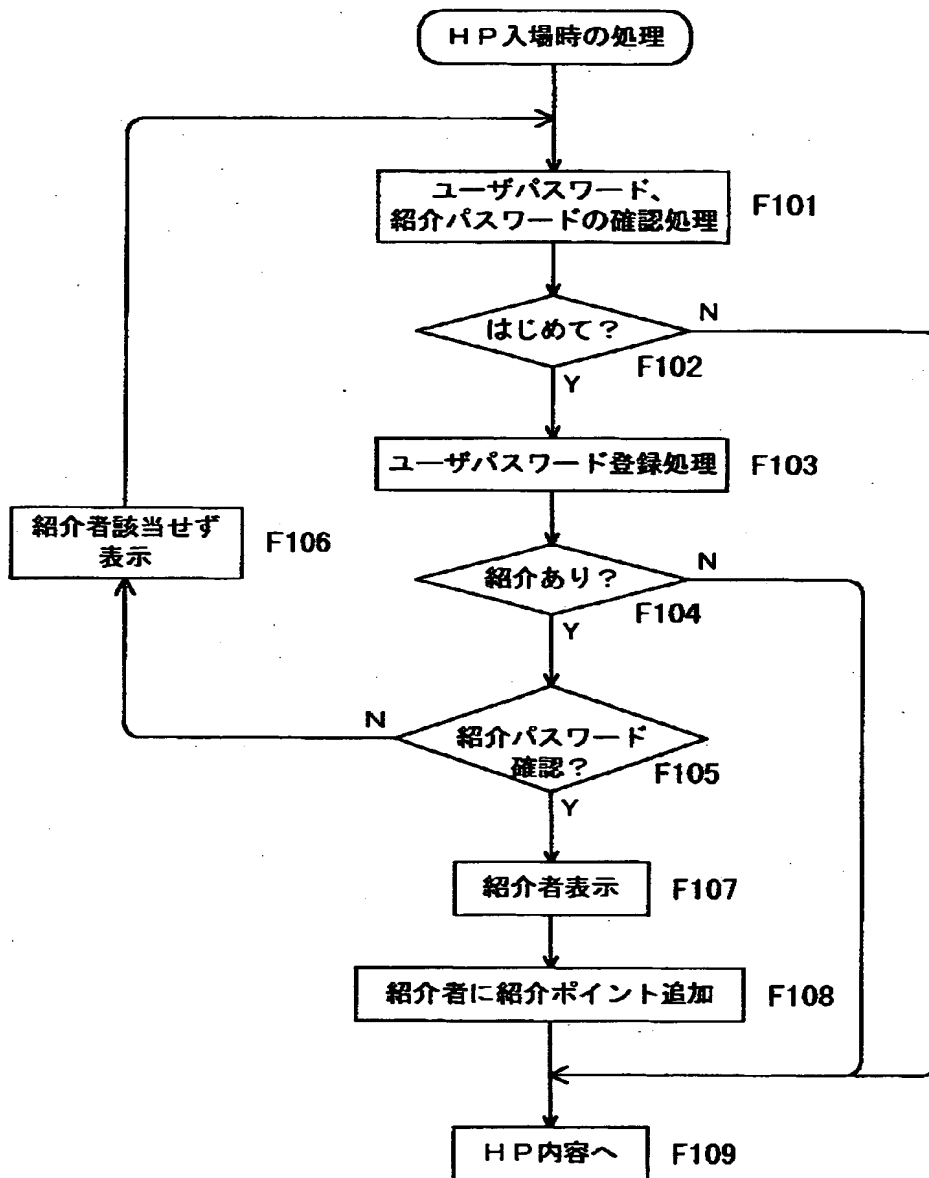 HP入場時の処理
ユーザパスワード、
紹介パスワードの確認処理
F101
はじめて？
N
F102
Y
ユーザパスワード登録処理
F103
紹介者該当せず
表示
F106
紹介あり？
N
F104
Y
N
紹介パスワード
確認？
F105
Y
紹介者表示
F107
紹介者に紹介ポイント追加
F108
HP内容へ
F109